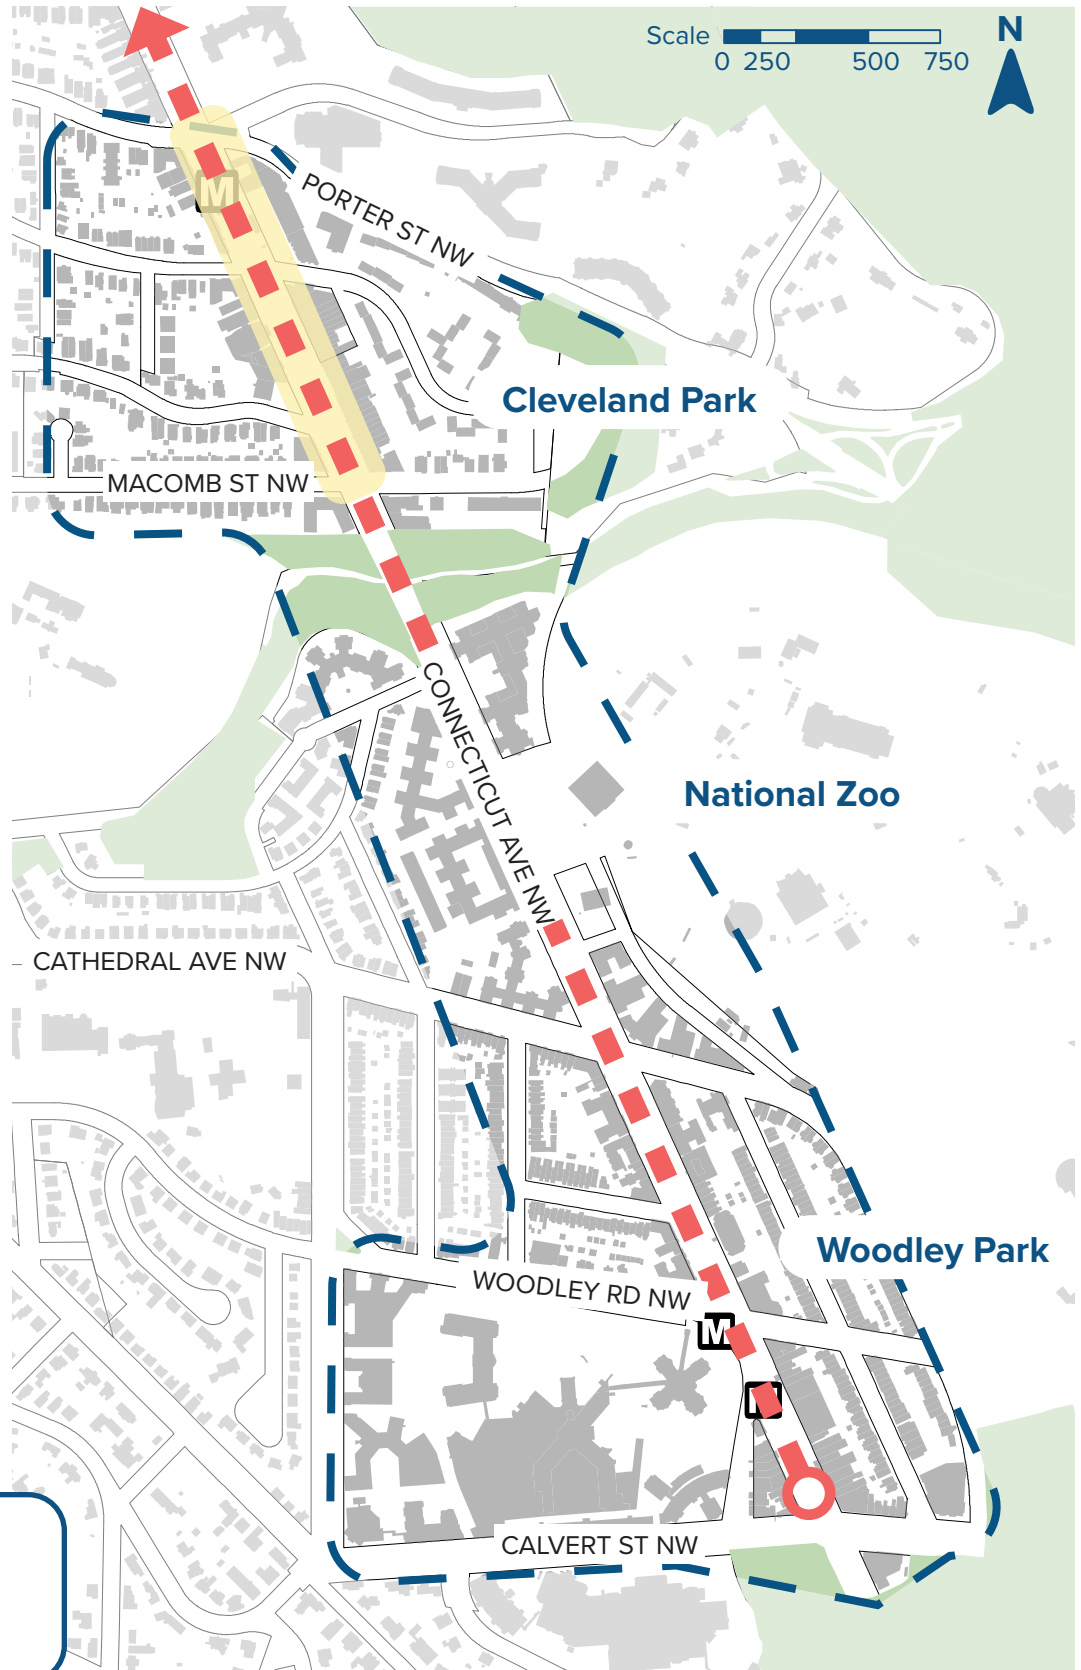 Scale
0 250 500 750
N
M
PORTER ST NW
Cleveland Park
MACOMB ST NW
CONNECTICUT AVE NW
National Zoo
CATHEDRAL AVE NW
Woodley Park
WOODLEY RD NW
M
M
CALVERT ST NW